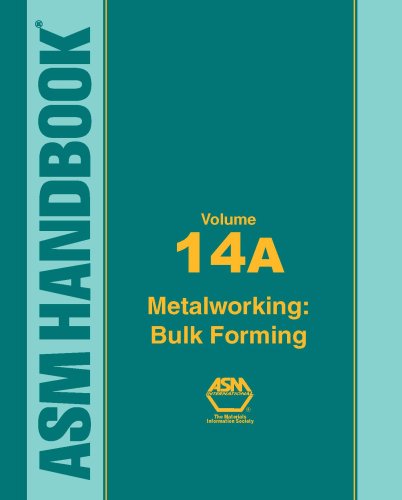 ASM HANDBOOK®
Volume
14A
Metalworking:
Bulk Forming
ASM
INTERNATIONAL
®
The Materials
Information Society